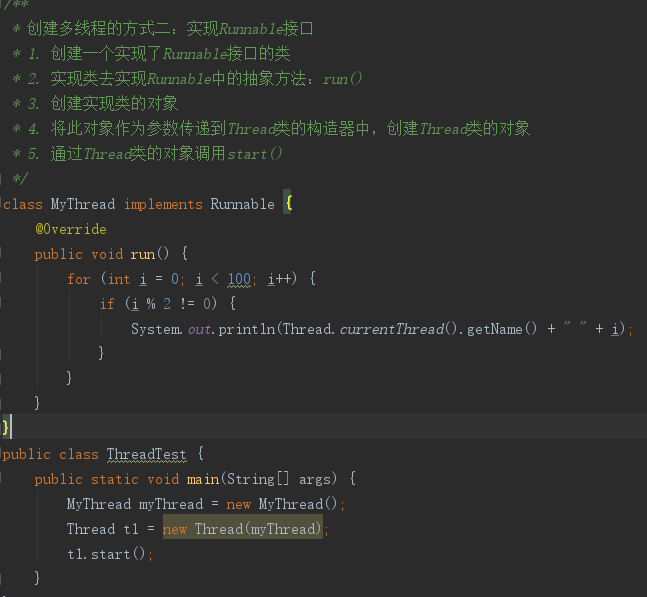 /**
 * 创建多线程的方式二：实现Runnable接口
 * 1. 创建一个实现了Runnable接口的类
 * 2. 实现类去实现Runnable中的抽象方法：run()
 * 3. 创建实现类的对象
 * 4. 将此对象作为参数传递到Thread类的构造器中，创建Thread类的对象
 * 5. 通过Thread类的对象调用start()
 */
class MyThread implements Runnable {
    @Override
    public void run() {
        for (int i = 0; i < 100; i++) {
            if (i % 2 != 0) {
                System.out.println(Thread.currentThread().getName() + " " + i);
            }
        }
    }
}
public class ThreadTest {
    public static void main(String[] args) {
        MyThread myThread = new MyThread();
        Thread t1 = new Thread(myThread);
        t1.start();
    }